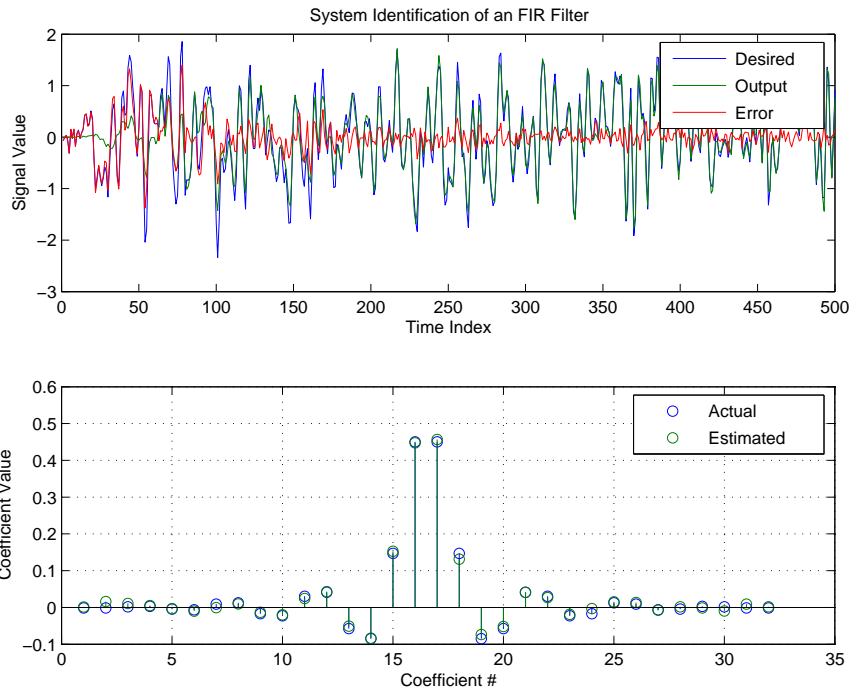 System Identification of an FIR Filter
2
1
0
−1
−2
−3
Signal Value
Desired
Output
Error
0 50 100 150 200 250 300 350 400 450 500
Time Index
0.6
0.5
0.4
0.3
0.2
0.1
0
−0.1
Coefficient Value
Actual
Estimated
0 5 10 15 20 25 30 35
Coefficient #